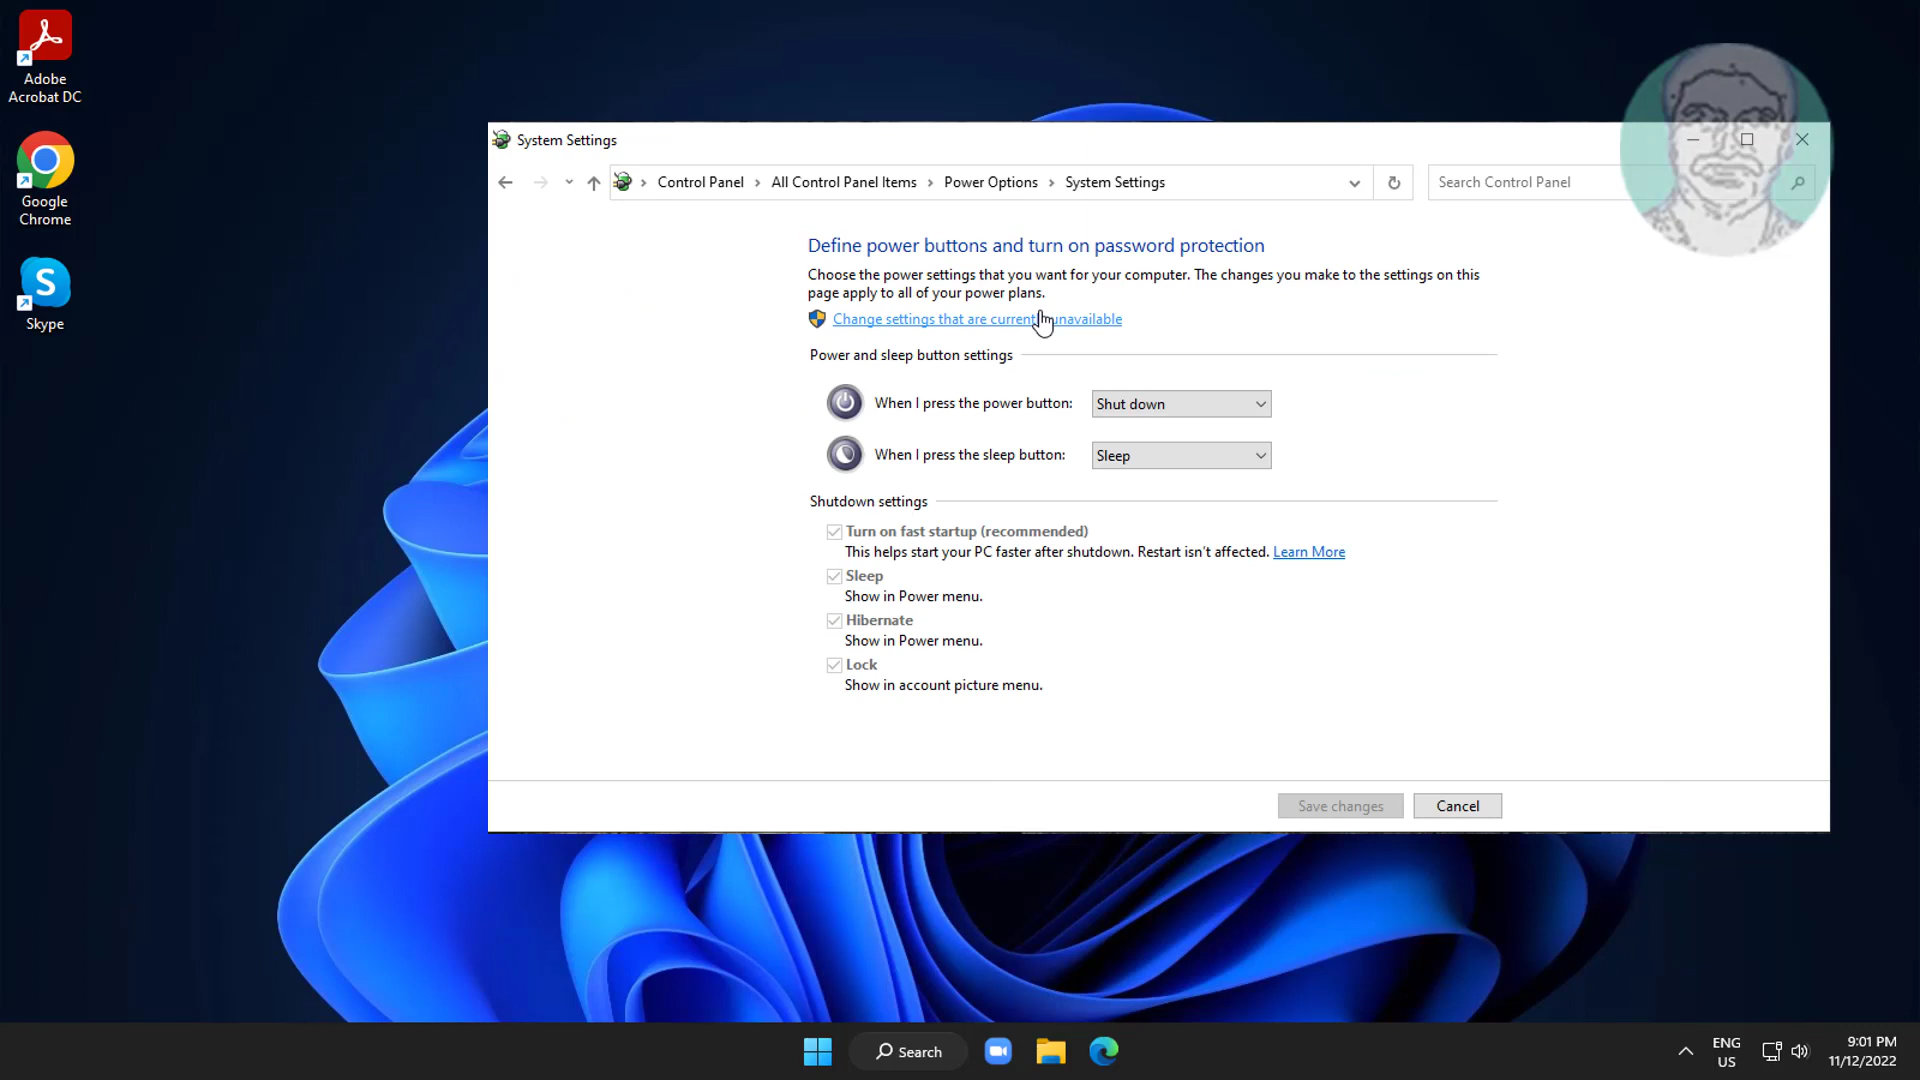 Adobe
Acrobat DC
Google
Chrome
Skype
System Settings
Control Panel > All Control Panel Items > Power Options > System Settings
Search Control Panel
Define power buttons and turn on password protection
Choose the power settings that you want for your computer. The changes you make to the settings on this
page apply to all of your power plans.
Change settings that are current unavailable
Power and sleep button settings
When I press the power button: Shut down
When I press the sleep button: Sleep
Shutdown settings
Turn on fast startup (recommended)
This helps start your PC faster after shutdown. Restart isn't affected. Learn More
Sleep
Show in Power menu.
Hibernate
Show in Power menu.
Lock
Show in account picture menu.
Save changes Cancel
Search
ENG
US
9:01 PM
11/12/2022